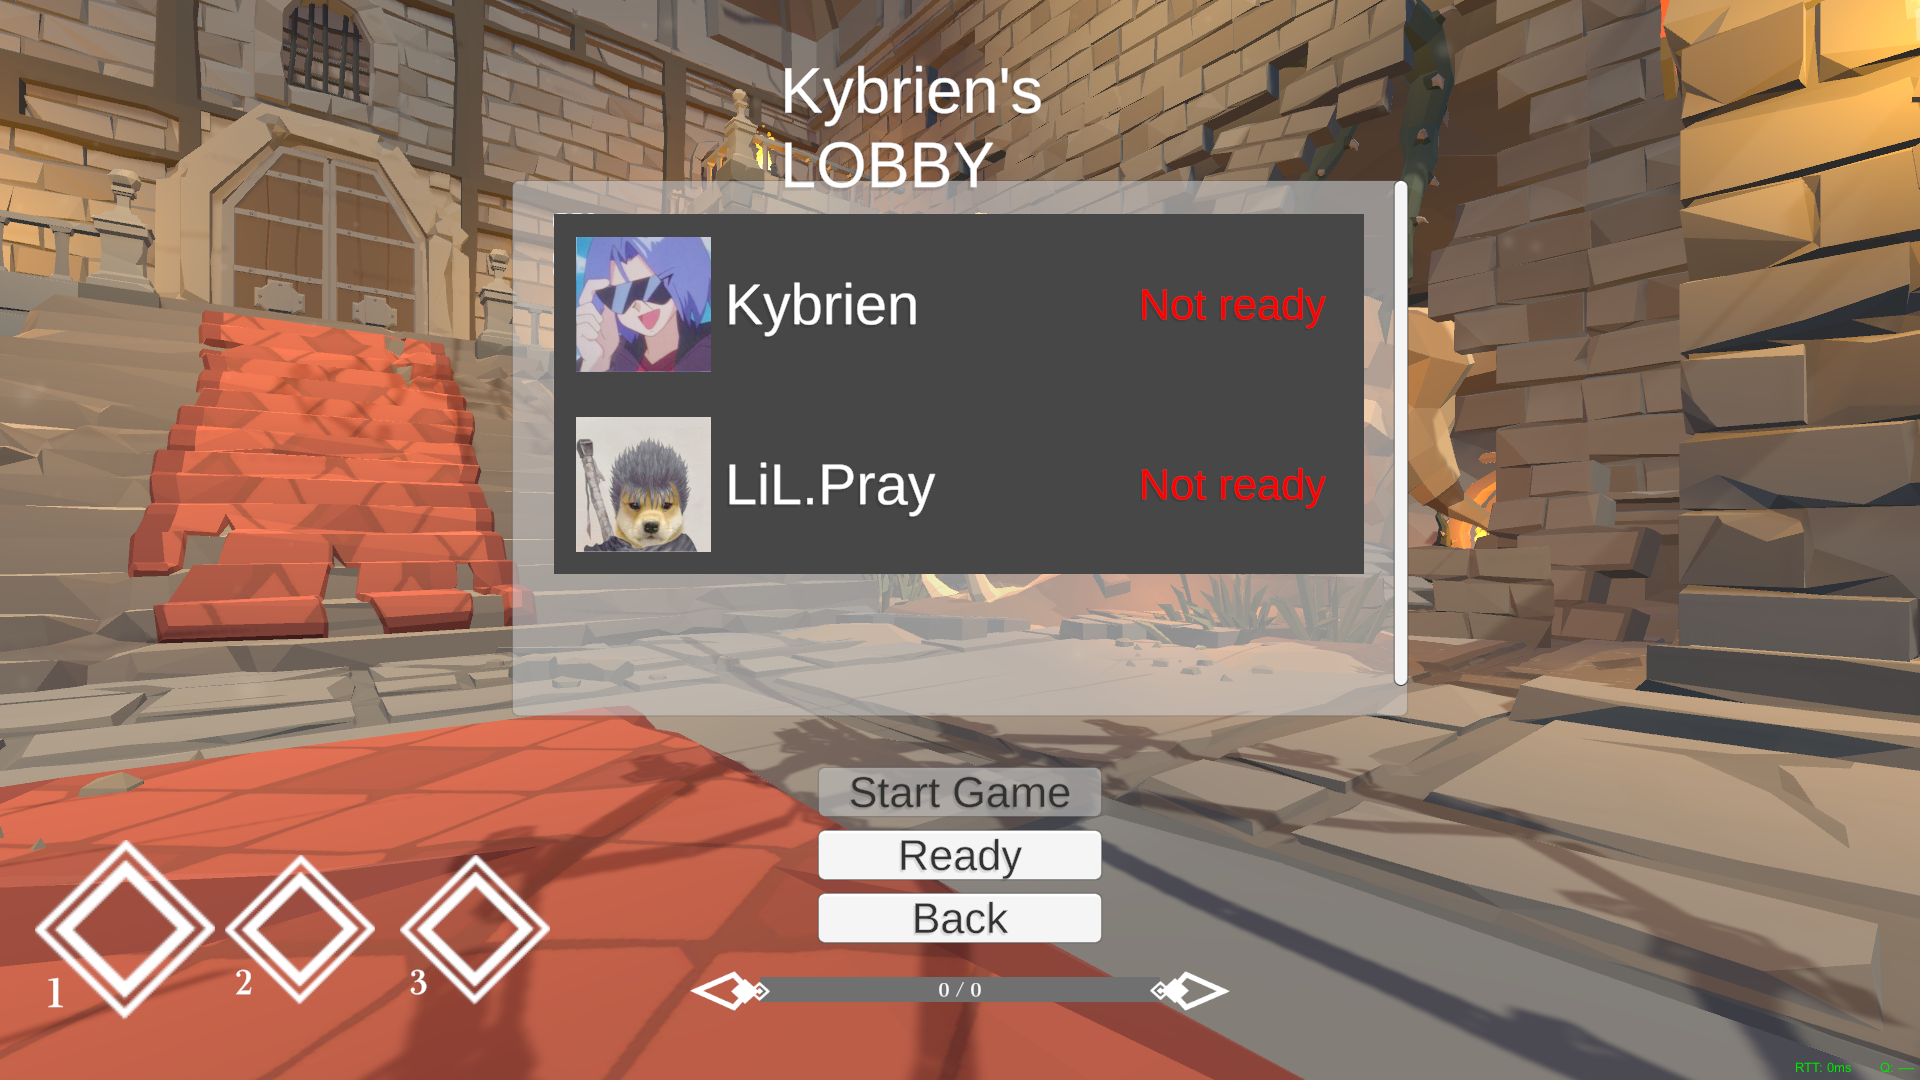 Kybrien's
LOBBY
Kybrien
Not ready
LiL.Pray
Not ready
Start Game
Ready
Back
1
2
3
0 / 0
RTT: 0ms
Q: ---